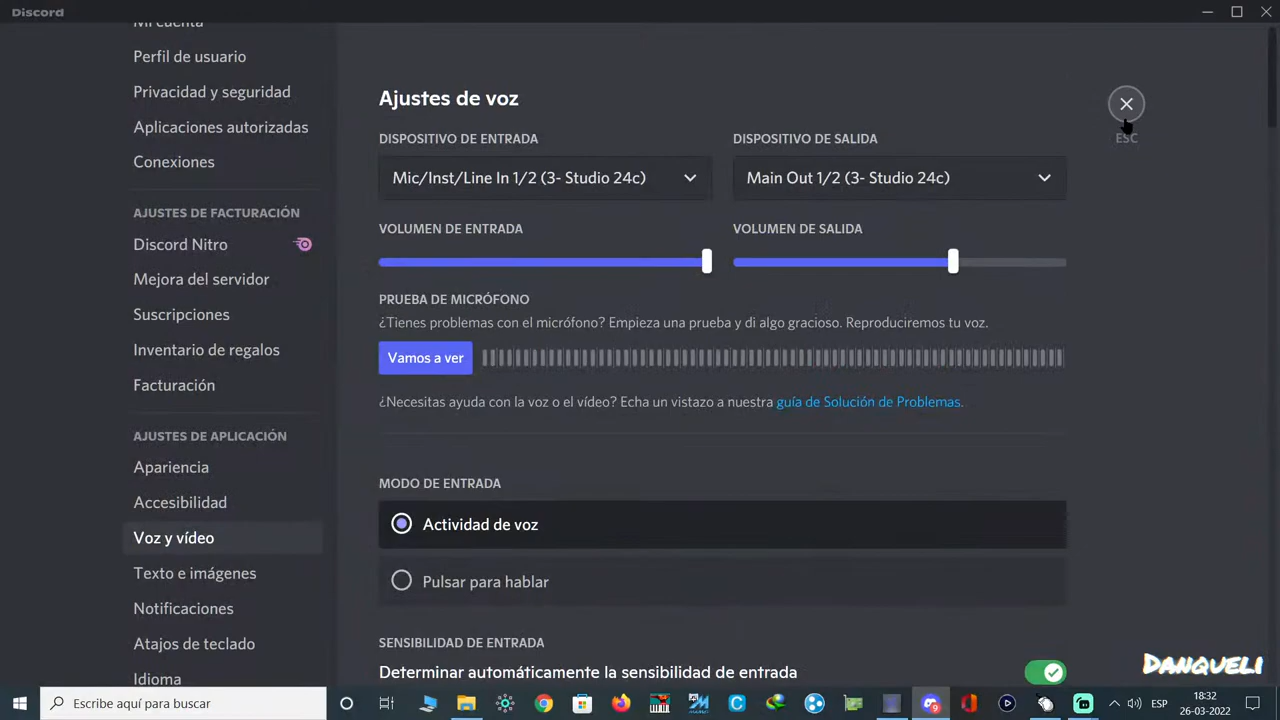 Discord
Mi cuenta
Perfil de usuario
Privacidad y seguridad
Aplicaciones autorizadas
Conexiones
AJUSTES DE FACTURACIÓN
Discord Nitro
Mejora del servidor
Suscripciones
Inventario de regalos
Facturación
AJUSTES DE APLICACIÓN
Apariencia
Accesibilidad
Voz y vídeo
Texto e imágenes
Notificaciones
Atajos de teclado
Idioma
Ajustes de voz
ESC
DISPOSITIVO DE ENTRADA
DISPOSITIVO DE SALIDA
Mic/Inst/Line In 1/2 (3- Studio 24c)
Main Out 1/2 (3- Studio 24c)
VOLUMEN DE ENTRADA
VOLUMEN DE SALIDA
PRUEBA DE MICRÓFONO
¿Tienes problemas con el micrófono? Empieza una prueba y di algo gracioso. Reproduciremos tu voz.
Vamos a ver
¿Necesitas ayuda con la voz o el vídeo? Echa un vistazo a nuestra guía de Solución de Problemas.
MODO DE ENTRADA
Actividad de voz
Pulsar para hablar
SENSIBILIDAD DE ENTRADA
Determinar automáticamente la sensibilidad de entrada
DANQUELI
Escribe aquí para buscar
ESP
18:32
26-03-2022